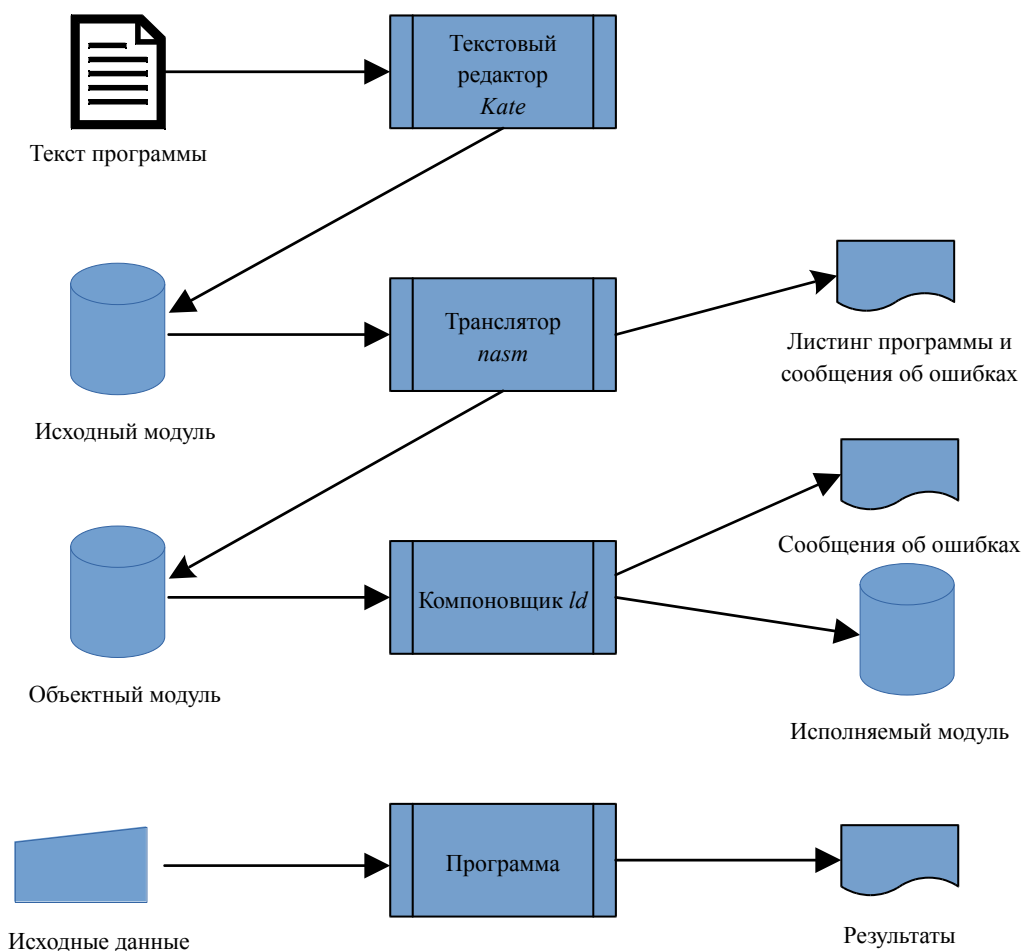 Текстовый
редактор
Kate
Текст программы
Транслятор
nasm
Листинг программы и
сообщения об ошибках
Исходный модуль
Сообщения об ошибках
Компоновщик ld
Объектный модуль
Исполняемый модуль
Программа
Исходные данные
Результаты